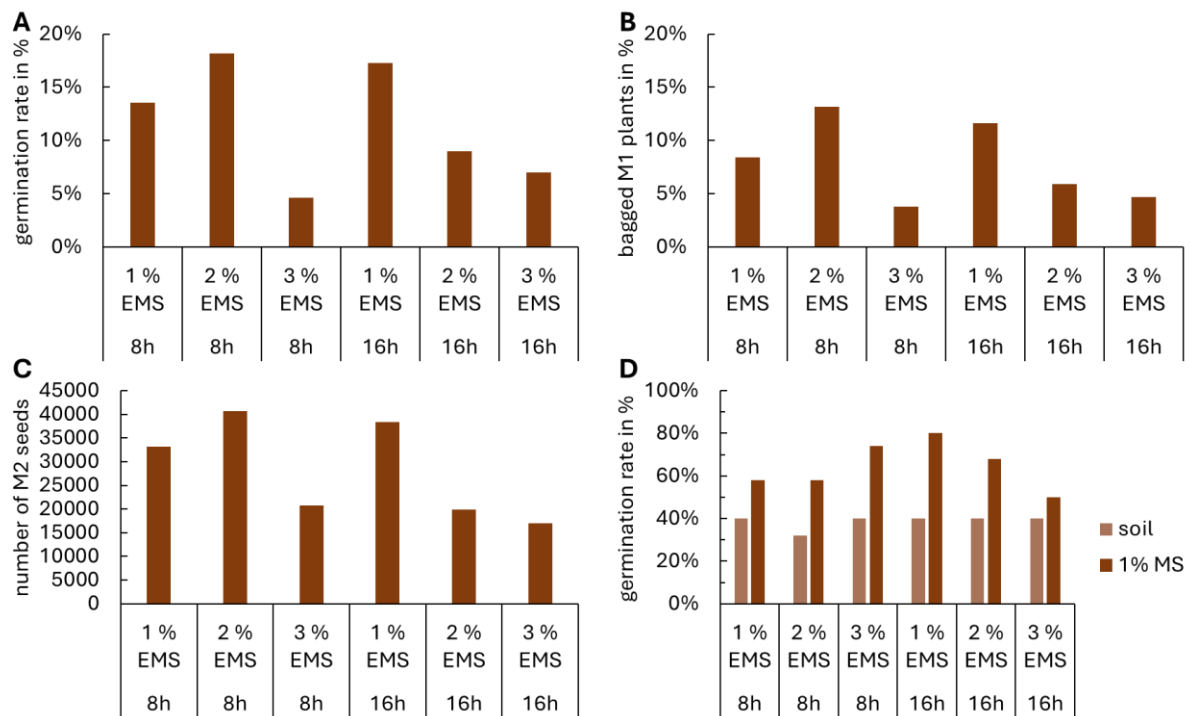 A
germination rate in %
20%
15%
10%
5%
0%
1 % 2 % 3 % 1 % 2 % 3 %
EMS EMS EMS EMS EMS EMS
8h 8h 8h 16h 16h 16h
B
bagged M1 plants in %
20%
15%
10%
5%
0%
1 % 2 % 3 % 1 % 2 % 3 %
EMS EMS EMS EMS EMS EMS
8h 8h 8h 16h 16h 16h
C
number of M2 seeds
45000
40000
35000
30000
25000
20000
15000
10000
5000
0
1 % 2 % 3 % 1 % 2 % 3 %
EMS EMS EMS EMS EMS EMS
8h 8h 8h 16h 16h 16h
D
germination rate in %
100%
80%
60%
40%
20%
0%
1 % 2 % 3 % 1 % 2 % 3 %
EMS EMS EMS EMS EMS EMS
8h 8h 8h 16h 16h 16h
soil
1% MS